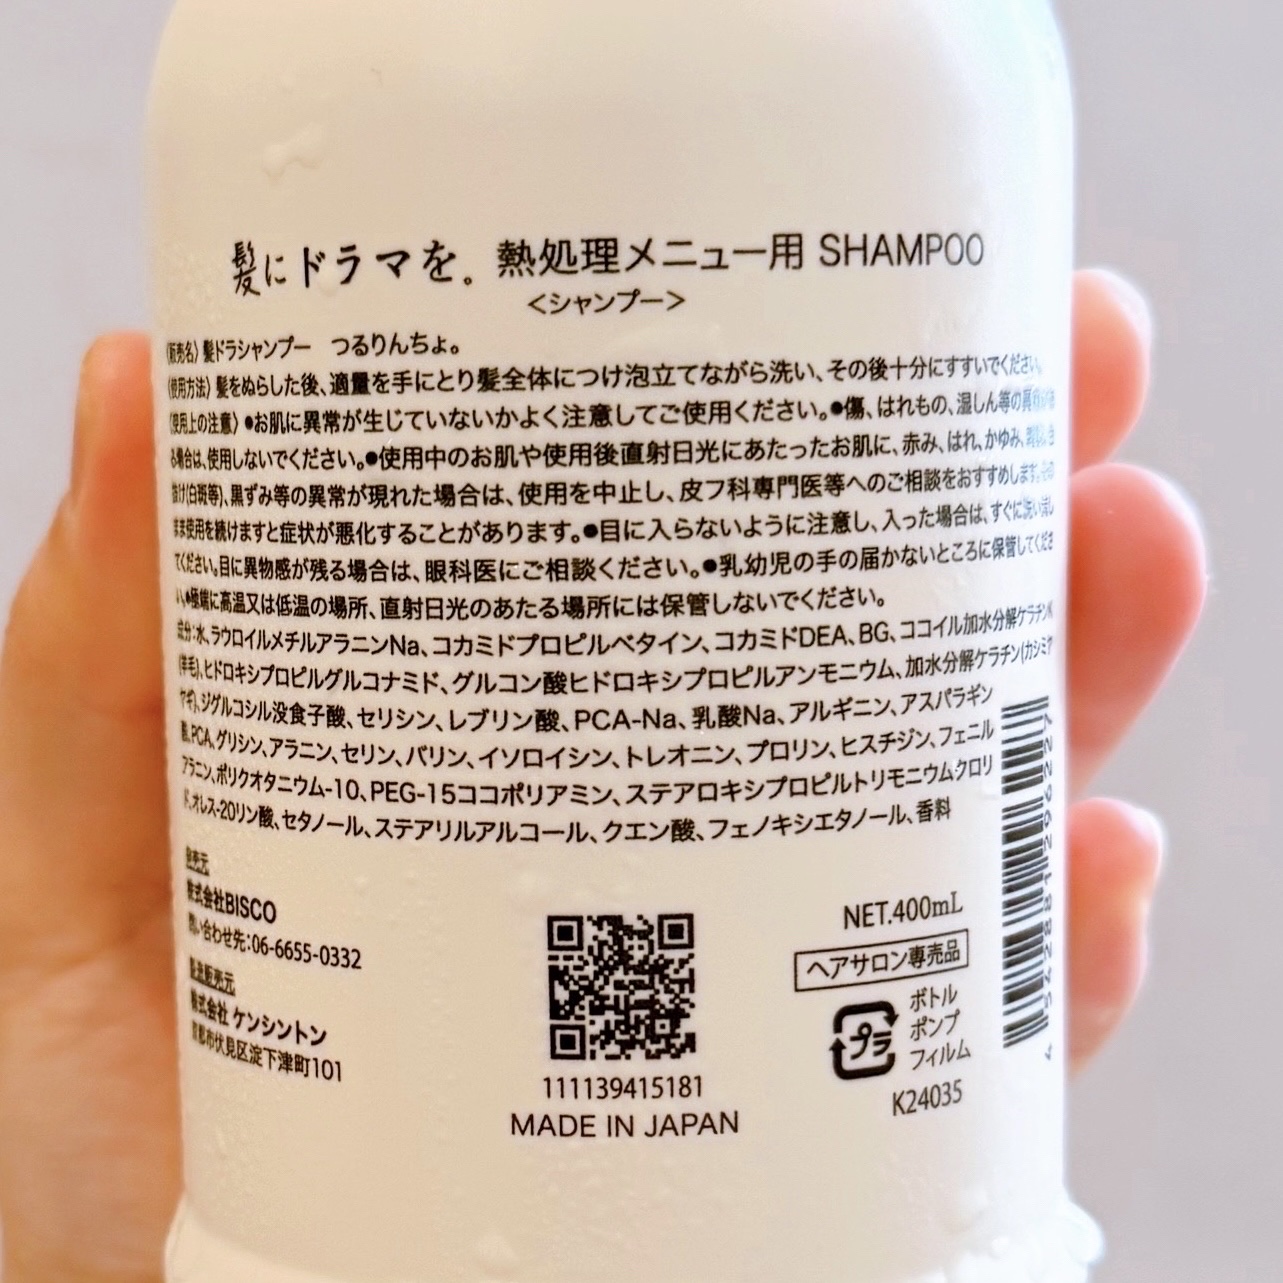 髪にドラマを。熱処理メニュー用 SHAMPOO
<シャンプー>
〈販売名〉髪ドラシャンプー　つるりんちょ。
〈使用方法〉髪をぬらした後、適量を手にとり髪全体につけ泡立てながら洗い、その後十分にすすいでください。
〈使用上の注意〉●お肌に異常が生じていないかよく注意してご使用ください。●傷、はれもの、湿しん等の異常
る場合は、使用しないでください。●使用中のお肌や使用後直射日光にあたったお肌に、赤み、はれ、かゆみ、刺激、色
抜け(白斑等)、黒ずみ等の異常が現れた場合は、使用を中止し、皮フ科専門医等へのご相談をおすすめします。そのま
ま使用を続けますと症状が悪化することがあります。●目に入らないように注意し、入った場合は、すぐに洗い流し
てください。目に異物感が残る場合は、眼科医にご相談ください。●乳幼児の手の届かないところに保管してくださ
い。●極端に高温又は低温の場所、直射日光のあたる場所には保管しないでください。
成分：水、ラウロイルメチルアラニンNa、コカミドプロピルベタイン、コカミドDEA、BG、ココイル加水分解ケラチンK
(羊毛)、ヒドロキシプロピルグルコナミド、グルコン酸ヒドロキシプロピルアンモニウム、加水分解ケラチン(カシミヤ
ヤギ)、ジグルコシル没食子酸、セリシン、レブリン酸、PCA-Na、乳酸Na、アルギニン、アスパラギン
酸、PCA、グリシン、アラニン、セリン、バリン、イソロイシン、トレオニン、プロリン、ヒスチジン、フェニル
アラニン、ポリクオタニウム-10、PEG-15ココポリアミン、ステアロキシプロピルトリモニウムクロリ
ド、オレス-20リン酸、セタノール、ステアリルアルコール、クエン酸、フェノキシエタノール、香料
発売元
株式会社BISCO
問い合わせ先：06-6655-0332
製造販売元
株式会社 ケンシントン
京都市伏見区淀下津町101
111139415181
MADE IN JAPAN
NET.400mL
ヘアサロン専売品
プラ
ボトル
ポンプ
フィルム
K24035